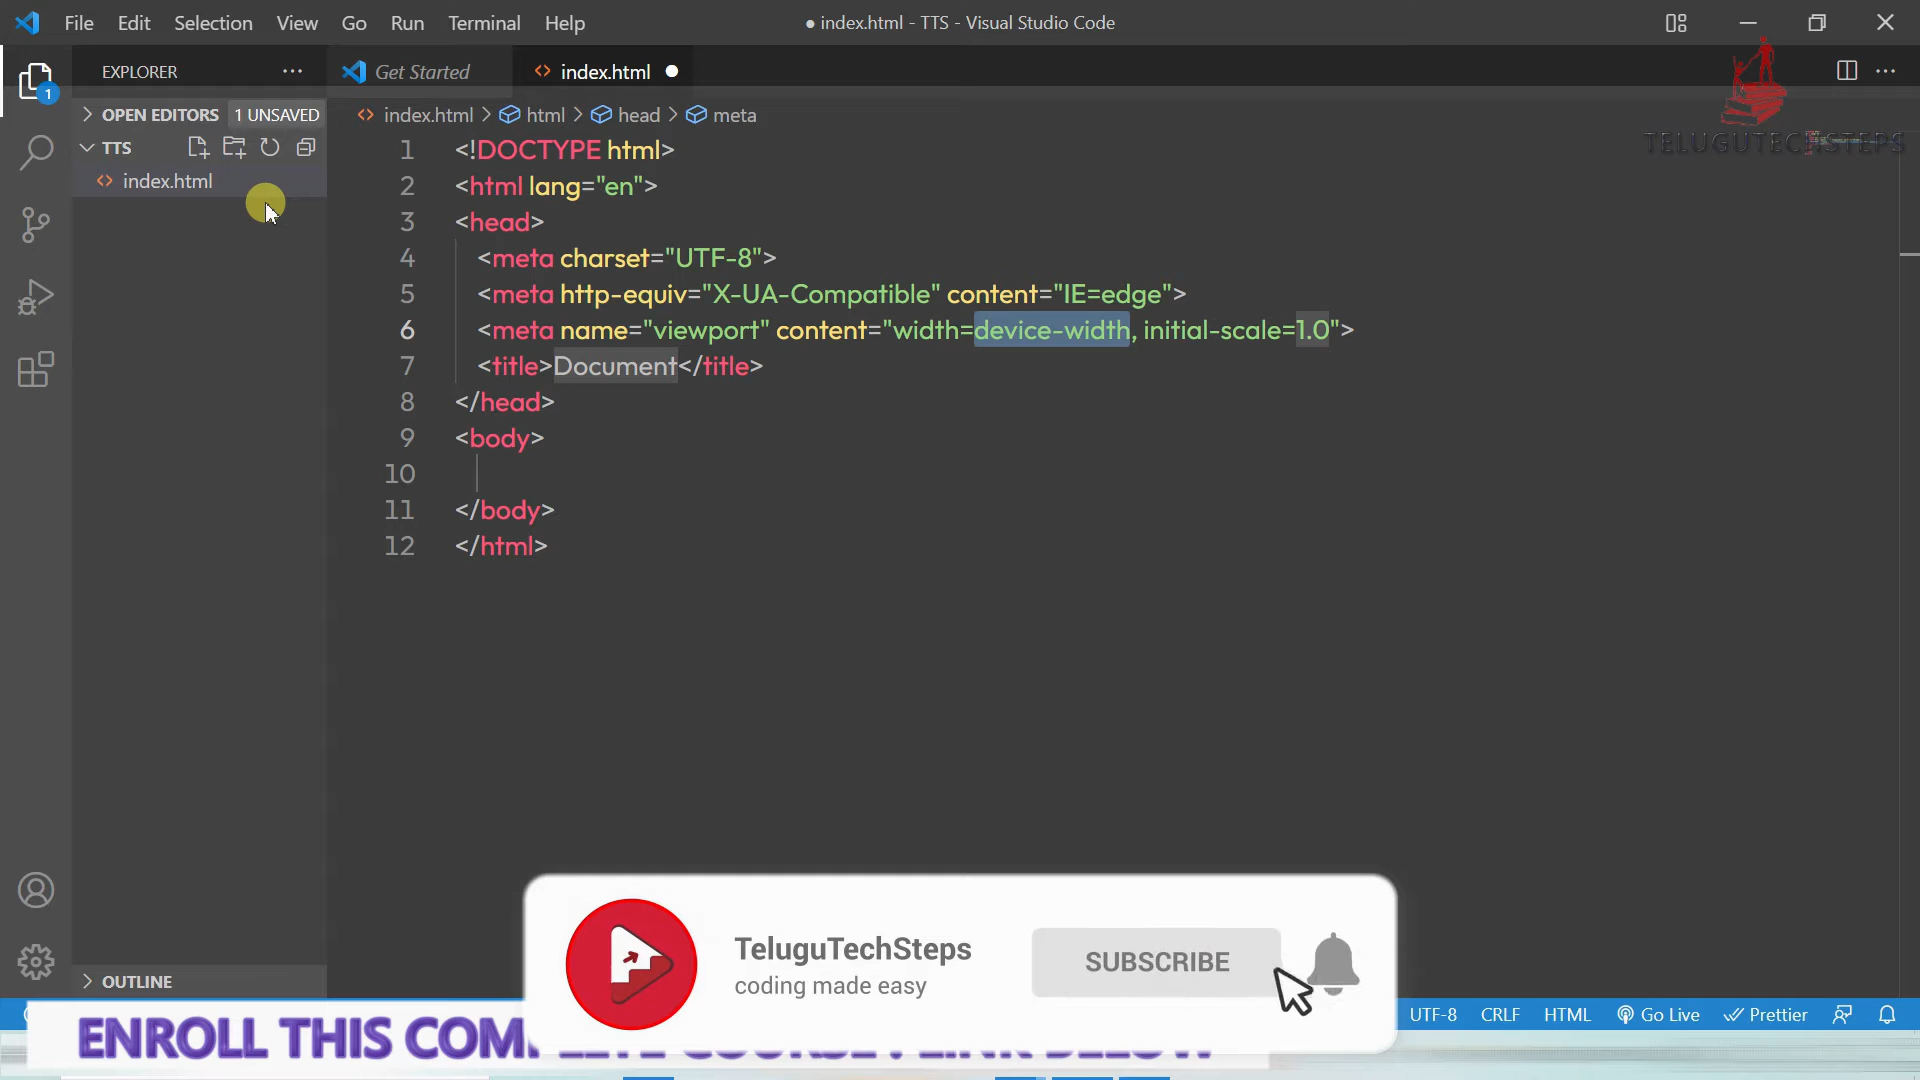 File Edit Selection View Go Run Terminal Help
● index.html - TTS - Visual Studio Code
EXPLORER
Get Started
index.html
1
OPEN EDITORS 1 UNSAVED
index.html > html > head > meta
TTS
TELUGUTECHSTEPS
index.html
1 <!DOCTYPE html>
2 <html lang="en">
3 <head>
4 <meta charset="UTF-8">
5 <meta http-equiv="X-UA-Compatible" content="IE=edge">
6 <meta name="viewport" content="width=device-width, initial-scale=1.0">
7 <title>Document</title>
8 </head>
9 <body>
10
11 </body>
12 </html>
TeluguTechSteps
coding made easy
SUBSCRIBE
OUTLINE
UTF-8 CRLF HTML Go Live Prettier
ENROLL THIS COMPLETE COURSE